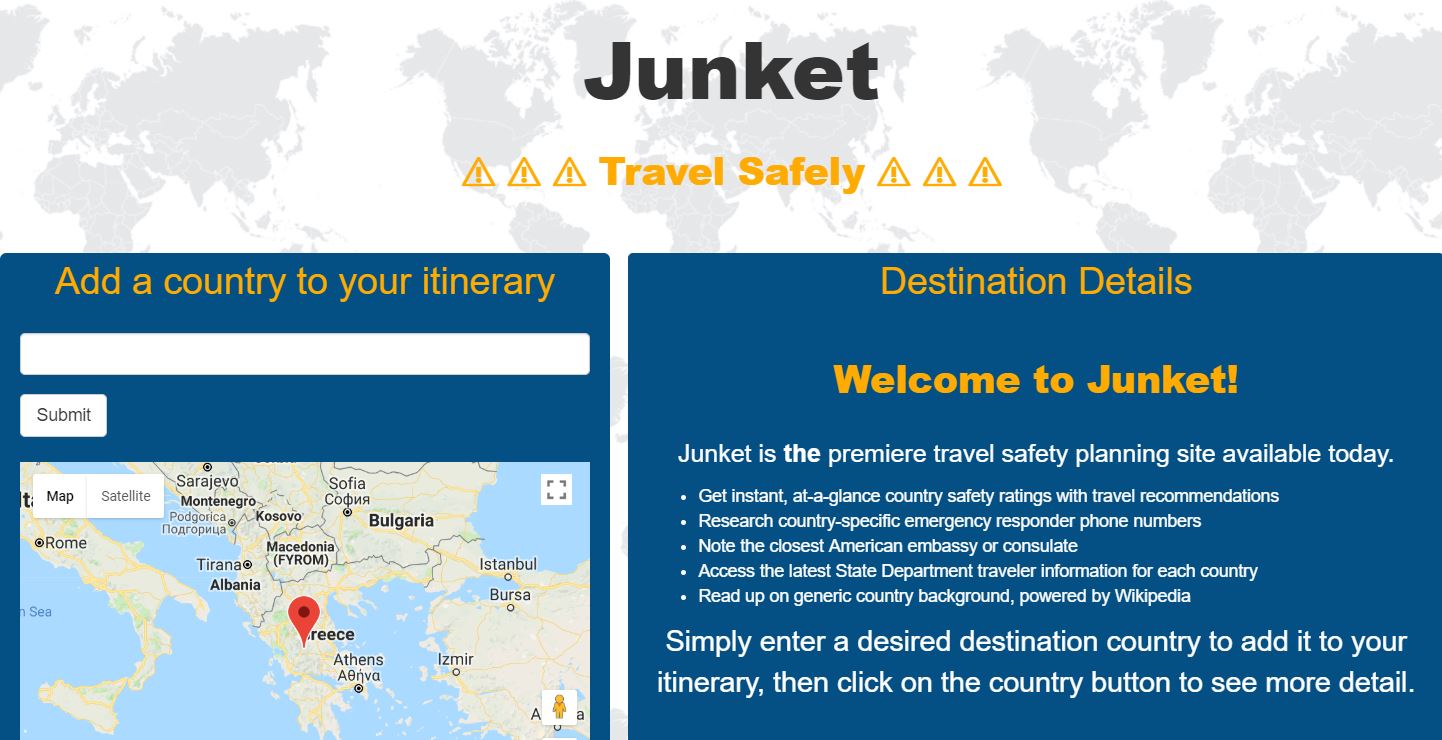 Junket
⚠ ⚠ ⚠ Travel Safely ⚠ ⚠ ⚠
Add a country to your itinerary
Submit
Map
Satellite
Sarajevo
Montenegro
Podgorica
Подгорица
Kosovo
Sofia
София
Bulgaria
Rome
Macedonia
(FYROM)
Tirana
Albania
Istanbul
Bursa
Sea
Greece
Athens
Αθήνα
Izmir
Destination Details
Welcome to Junket!
Junket is the premiere travel safety planning site available today.
• Get instant, at-a-glance country safety ratings with travel recommendations
• Research country-specific emergency responder phone numbers
• Note the closest American embassy or consulate
• Access the latest State Department traveler information for each country
• Read up on generic country background, powered by Wikipedia
Simply enter a desired destination country to add it to your
itinerary, then click on the country button to see more detail.